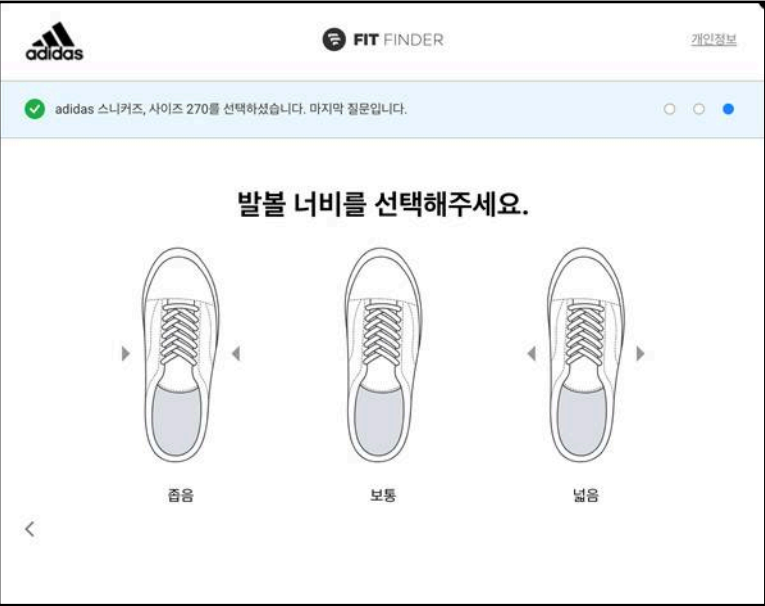 adidas
FIT FINDER
개인정보
adidas 스니커즈, 사이즈 270를 선택하셨습니다. 마지막 질문입니다.
발볼 너비를 선택해주세요.
좁음
보통
넓음